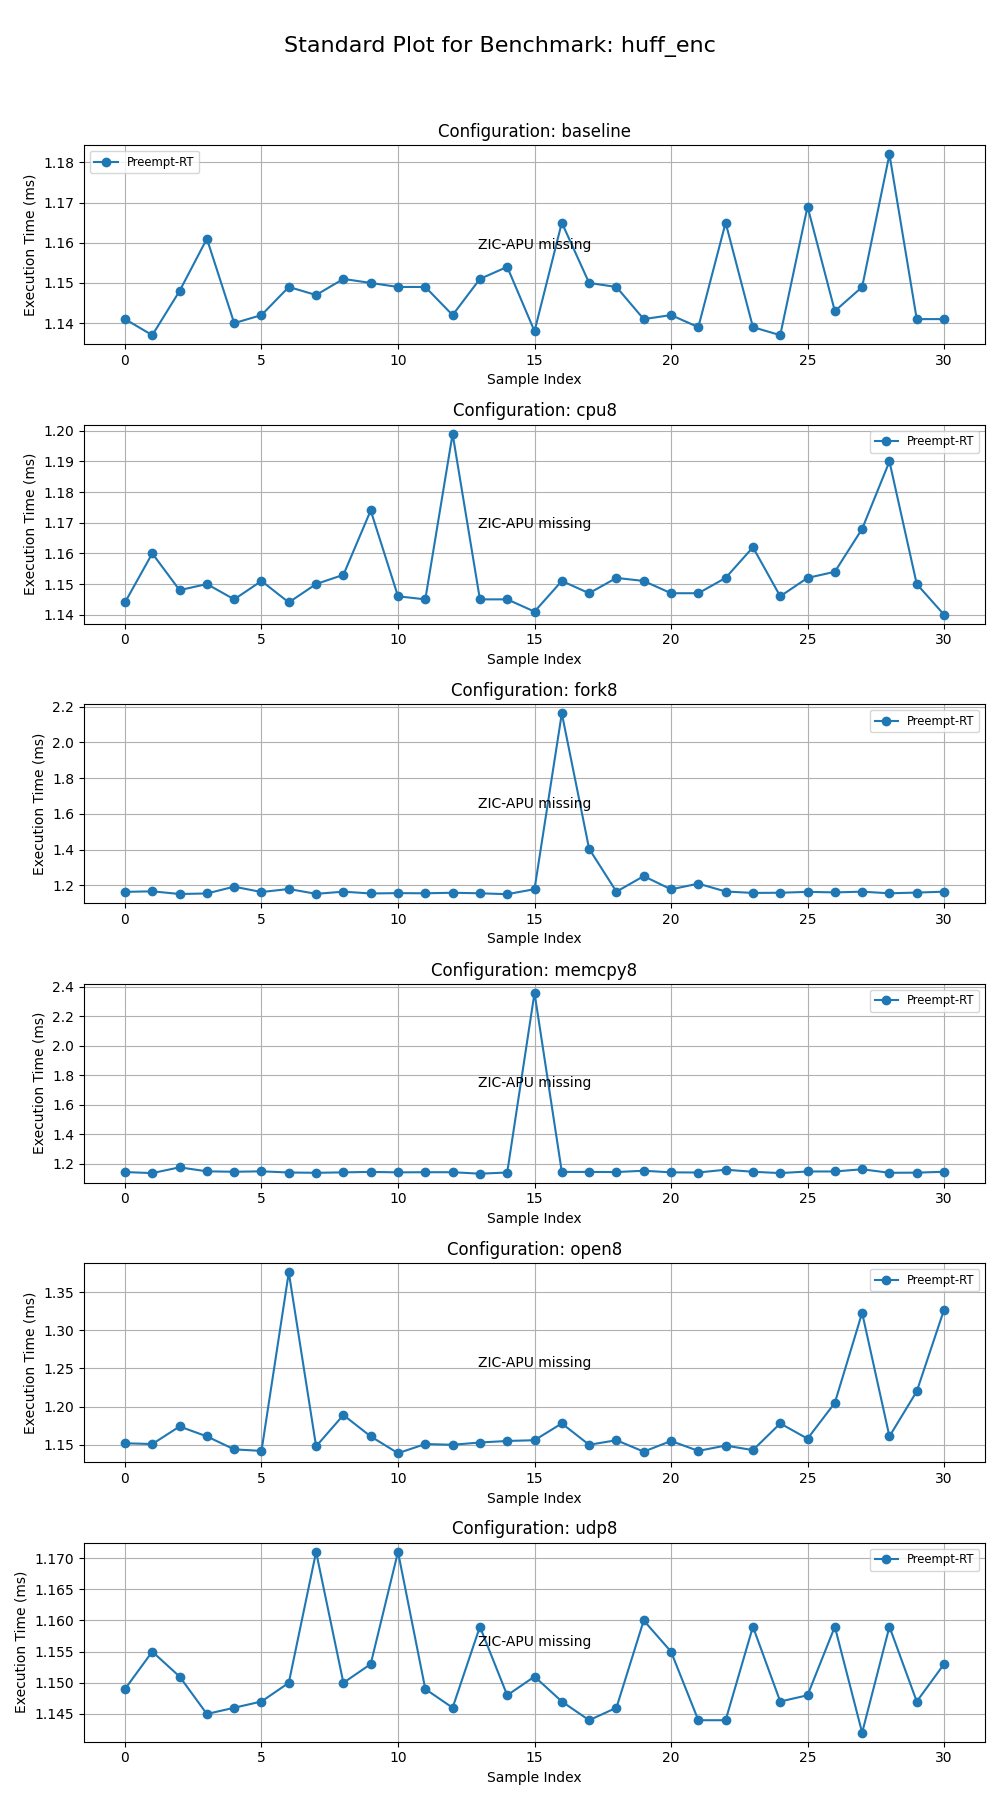 Standard Plot for Benchmark: huff_enc
Configuration: baseline
Preempt-RT
Execution Time (ms)
1.18
1.17
1.16
1.15
1.14
ZIC-APU missing
0 5 10 15 20 25 30
Sample Index
Configuration: cpu8
Preempt-RT
Execution Time (ms)
1.20
1.19
1.18
1.17
1.16
1.15
1.14
ZIC-APU missing
0 5 10 15 20 25 30
Sample Index
Configuration: fork8
Preempt-RT
Execution Time (ms)
2.2
2.0
1.8
1.6
1.4
1.2
ZIC-APU missing
0 5 10 15 20 25 30
Sample Index
Configuration: memcpy8
Preempt-RT
Execution Time (ms)
2.4
2.2
2.0
1.8
1.6
1.4
1.2
ZIC-APU missing
0 5 10 15 20 25 30
Sample Index
Configuration: open8
Preempt-RT
Execution Time (ms)
1.35
1.30
1.25
1.20
1.15
ZIC-APU missing
0 5 10 15 20 25 30
Sample Index
Configuration: udp8
Preempt-RT
Execution Time (ms)
1.170
1.165
1.160
1.155
1.150
1.145
ZIC-APU missing
0 5 10 15 20 25 30
Sample Index